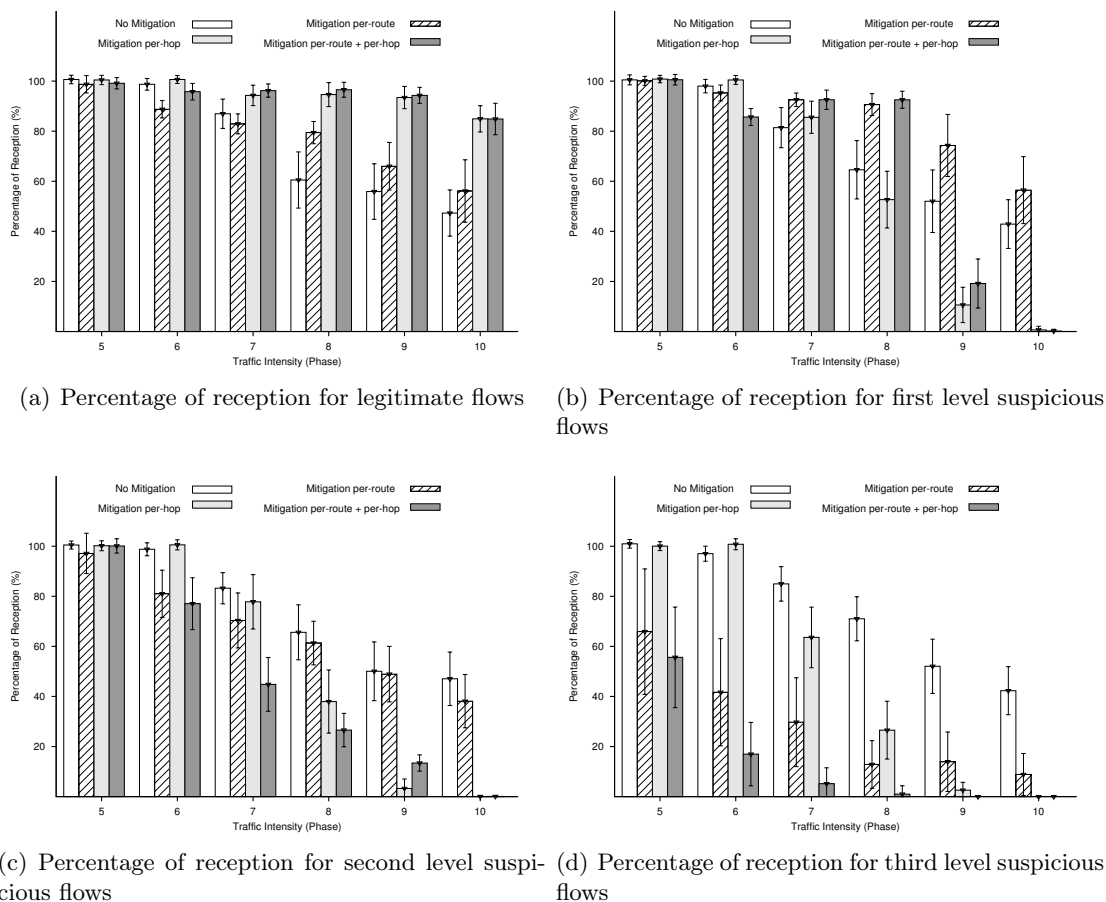 No Mitigation
Mitigation per-route
Mitigation per-hop
Mitigation per-route + per-hop
Percentage of Reception (%)
100
80
60
40
20
5 6 7 8 9 10
Traffic Intensity (Phase)
(a) Percentage of reception for legitimate flows
No Mitigation
Mitigation per-route
Mitigation per-hop
Mitigation per-route + per-hop
Percentage of Reception (%)
100
80
60
40
20
5 6 7 8 9 10
Traffic Intensity (Phase)
(b) Percentage of reception for first level suspicious
flows
No Mitigation
Mitigation per-route
Mitigation per-hop
Mitigation per-route + per-hop
Percentage of Reception (%)
100
80
60
40
20
5 6 7 8 9 10
Traffic Intensity (Phase)
(c) Percentage of reception for second level suspi-
cious flows
No Mitigation
Mitigation per-route
Mitigation per-hop
Mitigation per-route + per-hop
Percentage of Reception (%)
100
80
60
40
20
5 6 7 8 9 10
Traffic Intensity (Phase)
(d) Percentage of reception for third level suspicious
flows